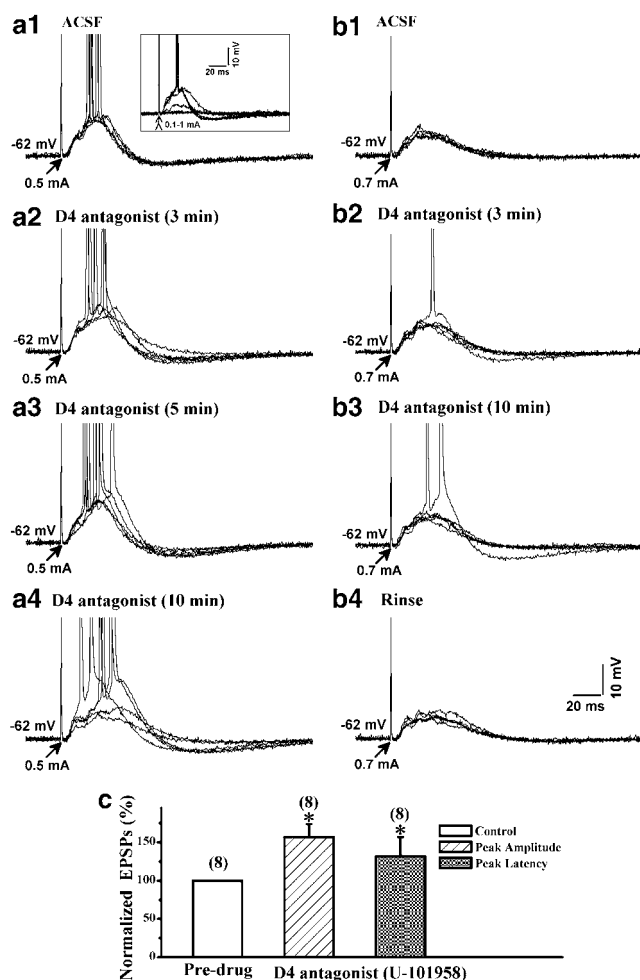 a1 ACSF
10 mV
20 ms
0.1-1 mA
-62 mV
0.5 mA
b1
-62 mV
0.7 mA
a2 D4 antagonist (3 min)
-62 mV
0.5 mA
b2 D4 antagonist (3 min)
-62 mV
0.7 mA
a3 D4 antagonist (5 min)
-62 mV
0.5 mA
b3 D4 antagonist (10 min)
-62 mV
0.7 mA
a4 D4 antagonist (10 min)
-62 mV
0.5 mA
b4 Rinse
10 mV
20 ms
-62 mV
0.7 mA
c
Normalized EPSPs (%)
150
100
50
0
(8)
(8)
*
(8)
*
Control
Peak Amplitude
Peak Latency
Pre-drug
D4 antagonist (U-101958)